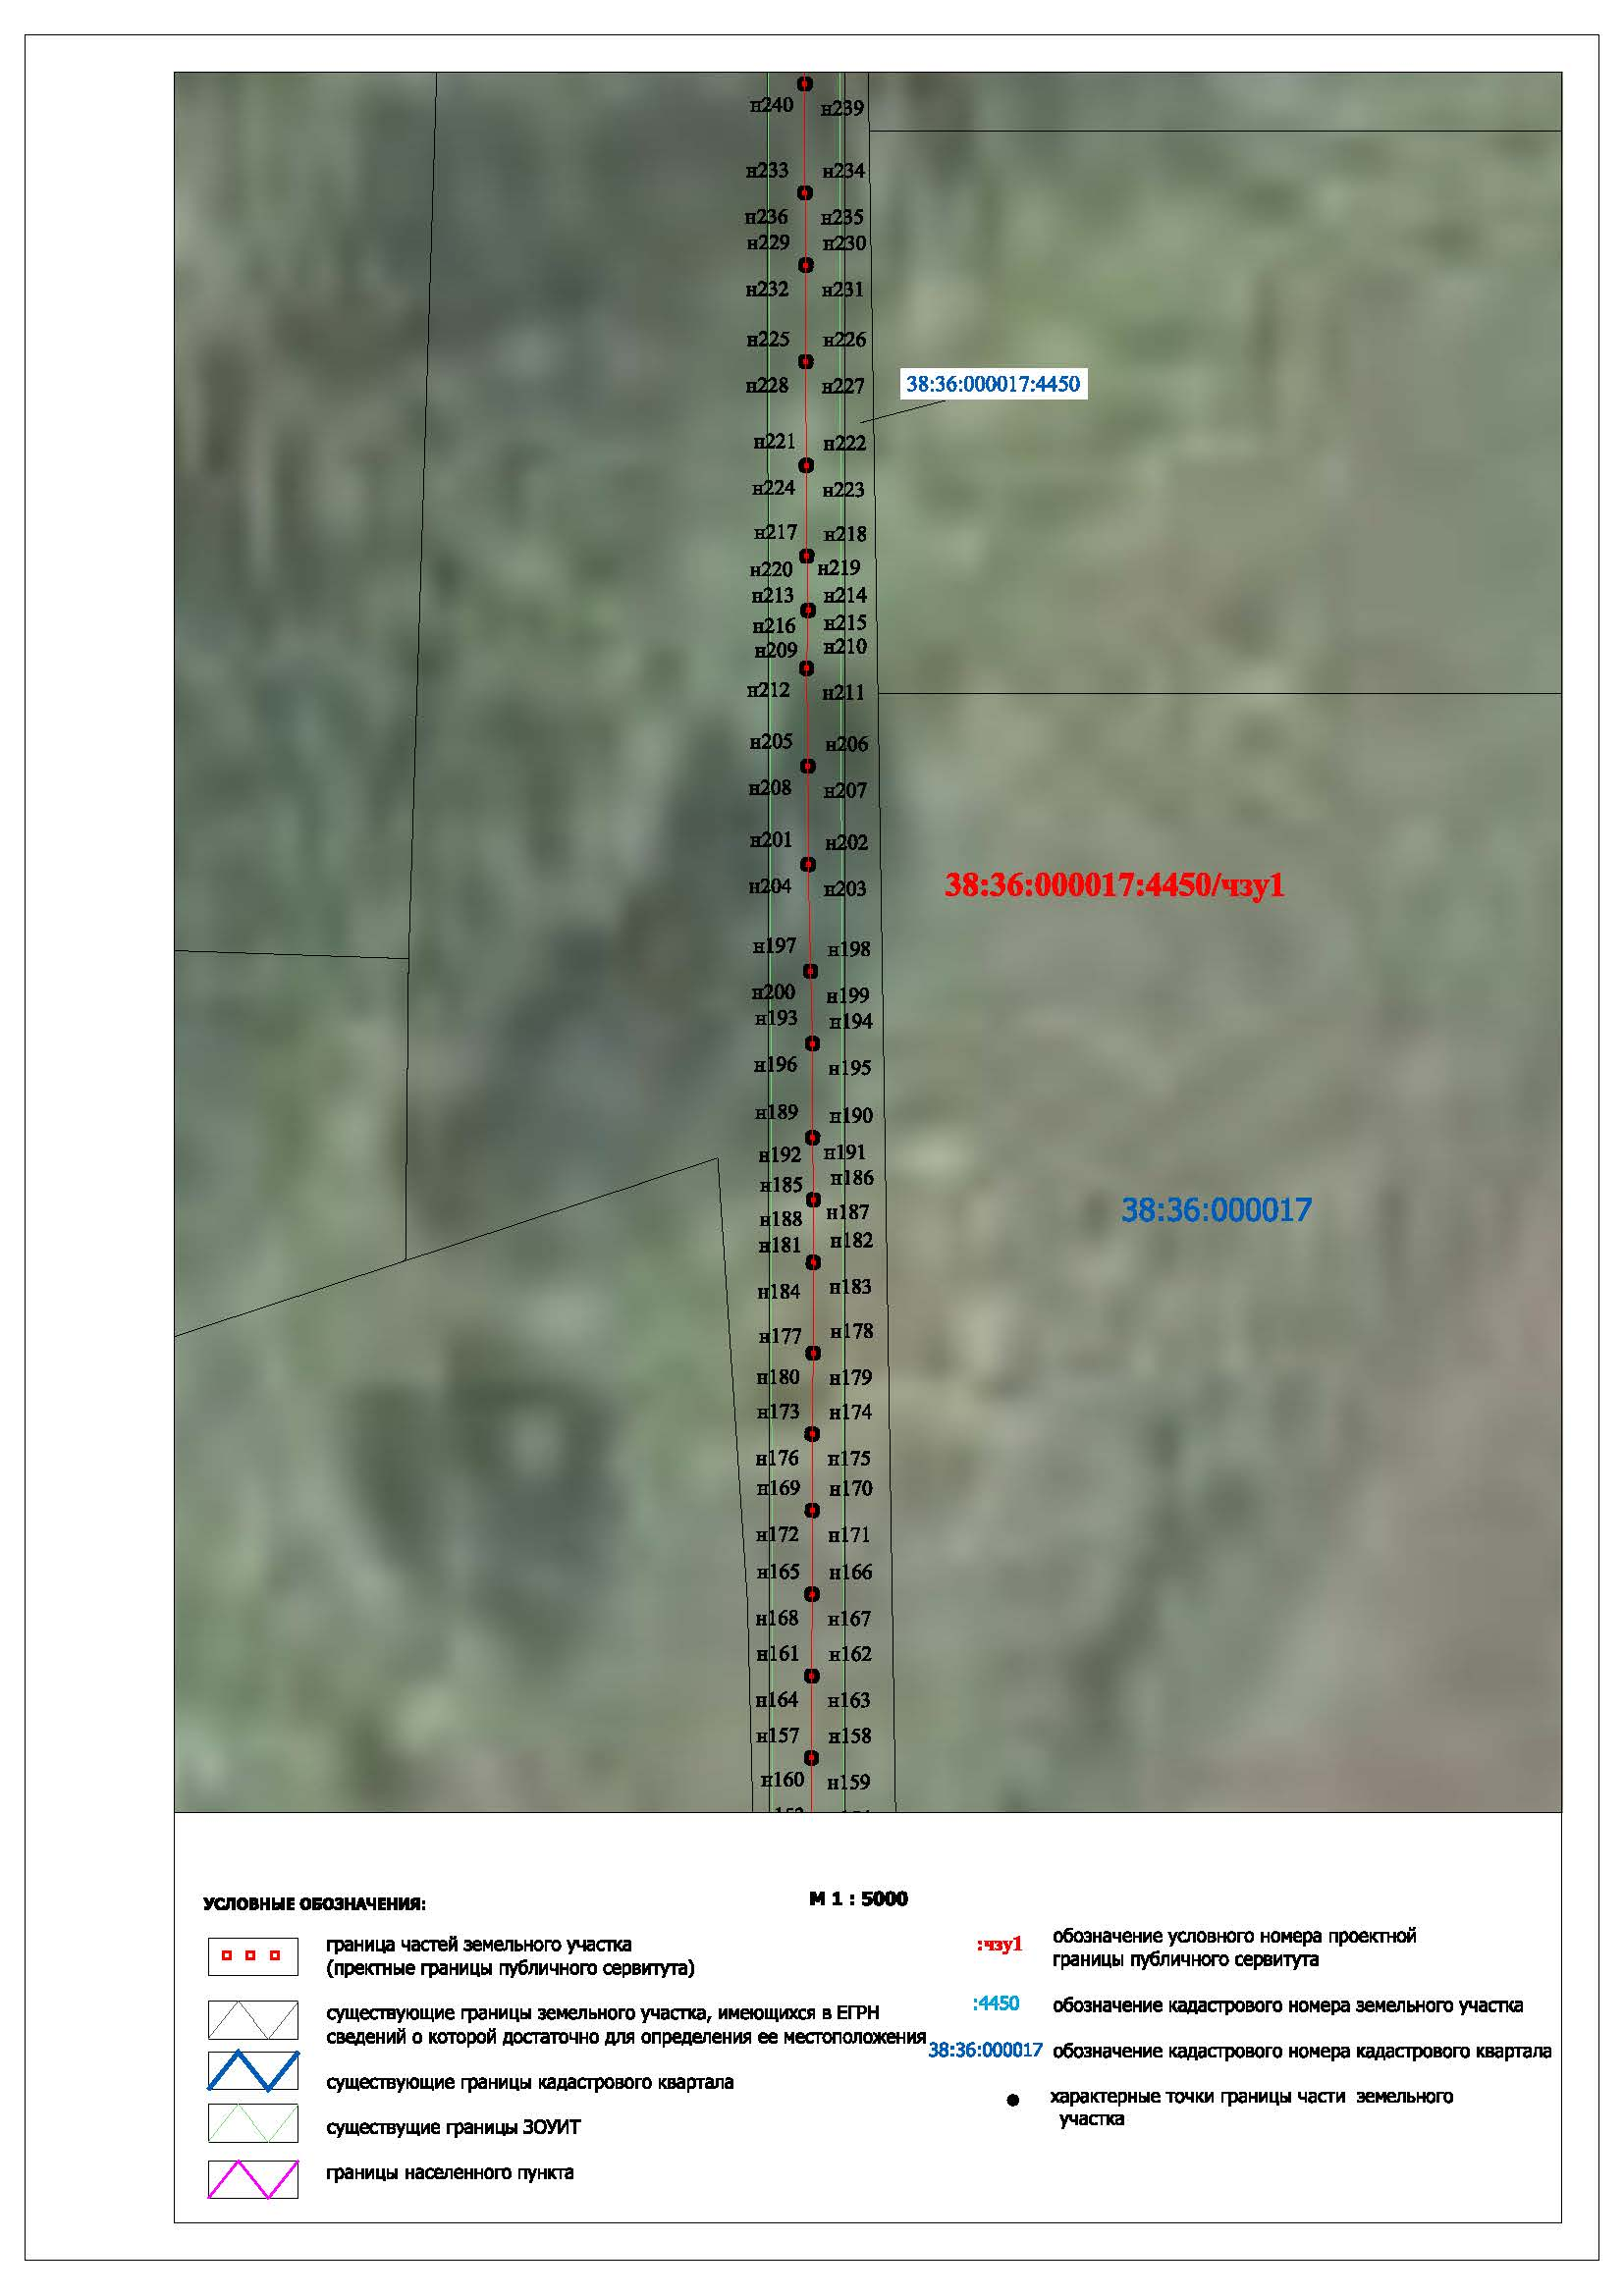 н240 н239
н233 н234
н236 н235
н229 н230
н232 н231
н225 н226
38:36:000017:4450
н228 н227
н221 н222
н224 н223
н217 н218
н220 н219
н213 н214
н216 н215
н209 н210
н212 н211
н205 н206
н208 н207
н201 н202
38:36:000017:4450/чзу1
н204 н203
н197 н198
н200 н199
н193 н194
н196 н195
н189 н190
н192 н191
н185 н186
38:36:000017
н188 н187
н181 н182
н184 н183
н177 н178
н180 н179
н173 н174
н176 н175
н169 н170
н172 н171
н165 н166
н168 н167
н161 н162
н164 н163
н157 н158
н160 н159
УСЛОВНЫЕ ОБОЗНАЧЕНИЯ:
М 1 : 5000
граница частей земельного участка
(пректные границы публичного сервитута)
существующие границы земельного участка, имеющихся в ЕГРН
сведений о которой достаточно для определения ее местоположения
существующие границы кадастрового квартала
существущие границы ЗОУИТ
границы населенного пункта
:чзу1 обозначение условного номера проектной
границы публичного сервитута
:4450 обозначение кадастрового номера земельного участка
38:36:000017 обозначение кадастрового номера кадастрового квартала
характерные точки границы части земельного
участка